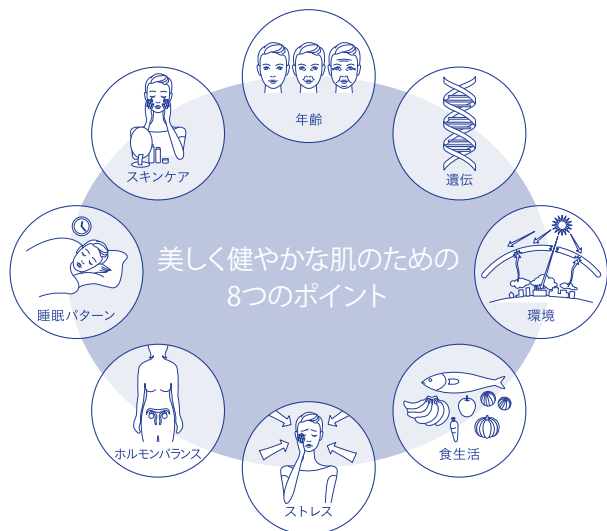 年齢
スキンケア
遺伝
美しく健やかな肌のための
8つのポイント
睡眠パターン
環境
ホルモンバランス
食生活
ストレス